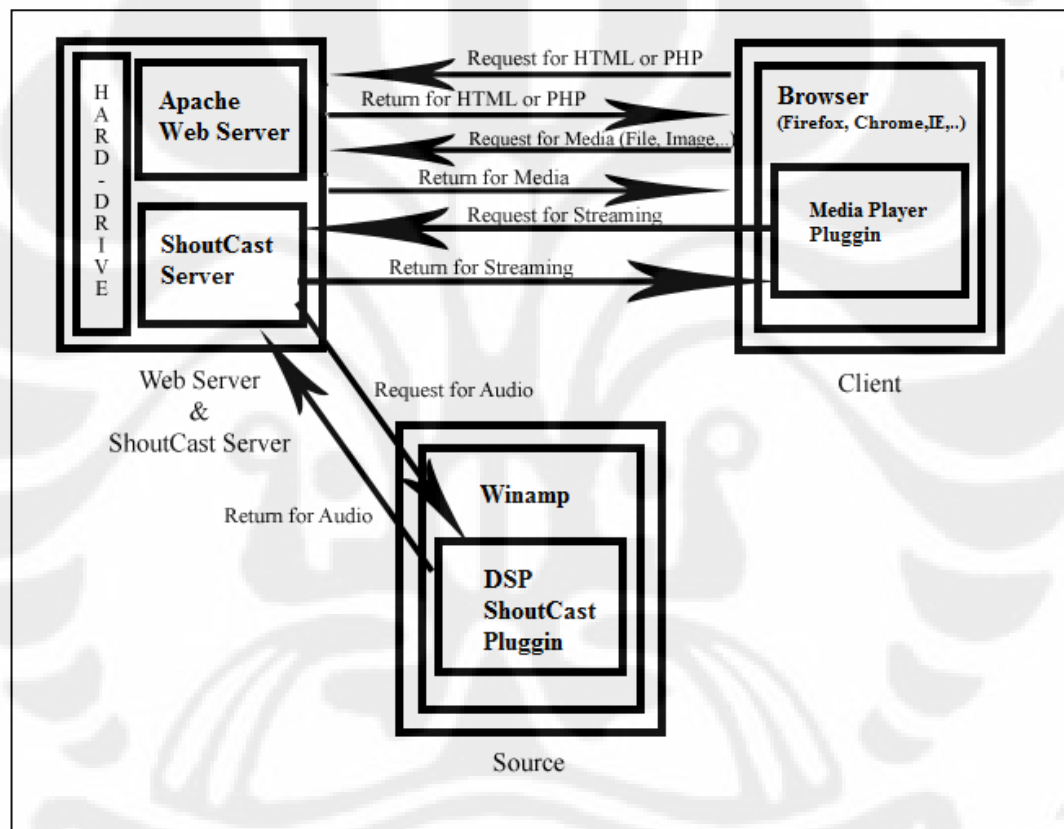 HARD-DRIVE
Apache
Web Server
ShoutCast
Server
Web Server
&
ShoutCast Server
Request for HTML or PHP
Return for HTML or PHP
Request for Media (File, Image,..)
Return for Media
Request for Streaming
Return for Streaming
Browser
(Firefox, Chrome,IE,..)
Media Player
Pluggin
Client
Request for Audio
Return for Audio
Winamp
DSP
ShoutCast
Pluggin
Source